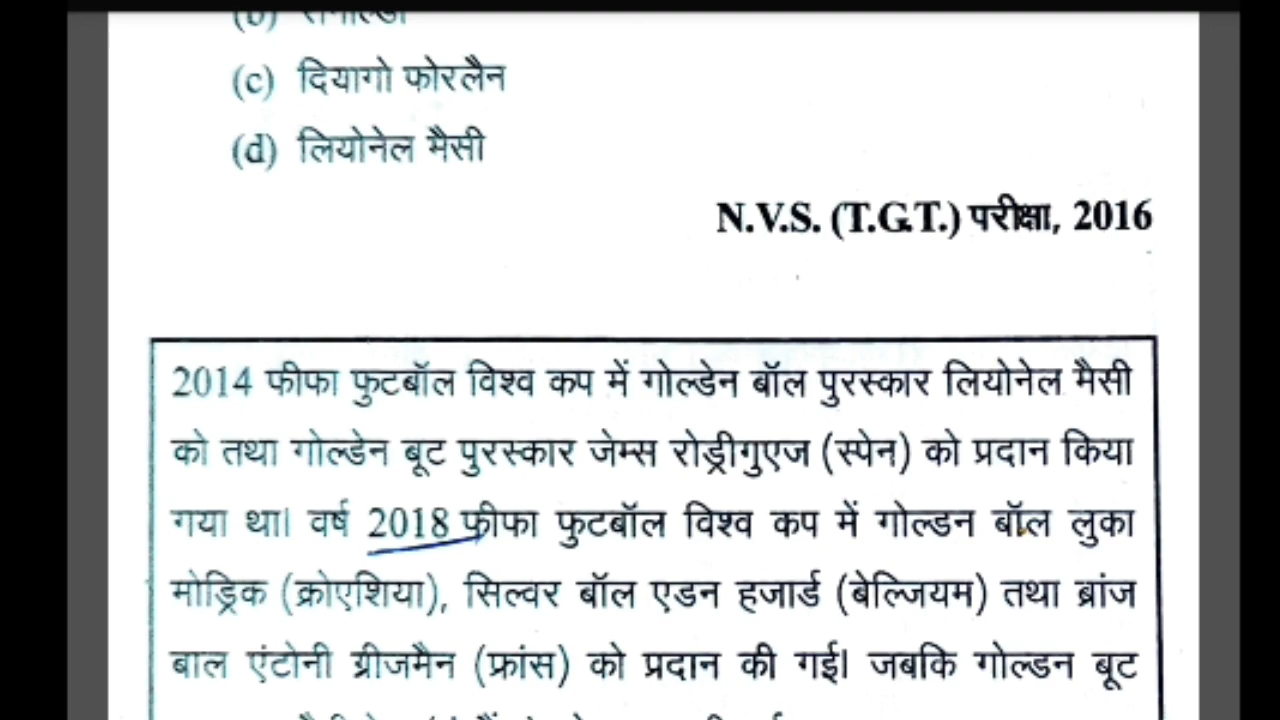 (c) दियागो फोरलैन
(d) लियोनेल मैसी
N.V.S. (T.G.T.) परीक्षा, 2016
2014 फीफा फुटबॉल विश्व कप में गोल्डेन बॉल पुरस्कार लियोनेल मैसी
को तथा गोल्डेन बूट पुरस्कार जेम्स रोड्रीगुएज (स्पेन) को प्रदान किया
गया था। वर्ष 2018 फीफा फुटबॉल विश्व कप में गोल्डन बॉल लुका
मोड्रिक (क्रोएशिया), सिल्वर बॉल एडन हजार्ड (बेल्जियम) तथा ब्रांज
बाल एंटोनी ग्रीजमैन (फ्रांस) को प्रदान की गई। जबकि गोल्डन बूट